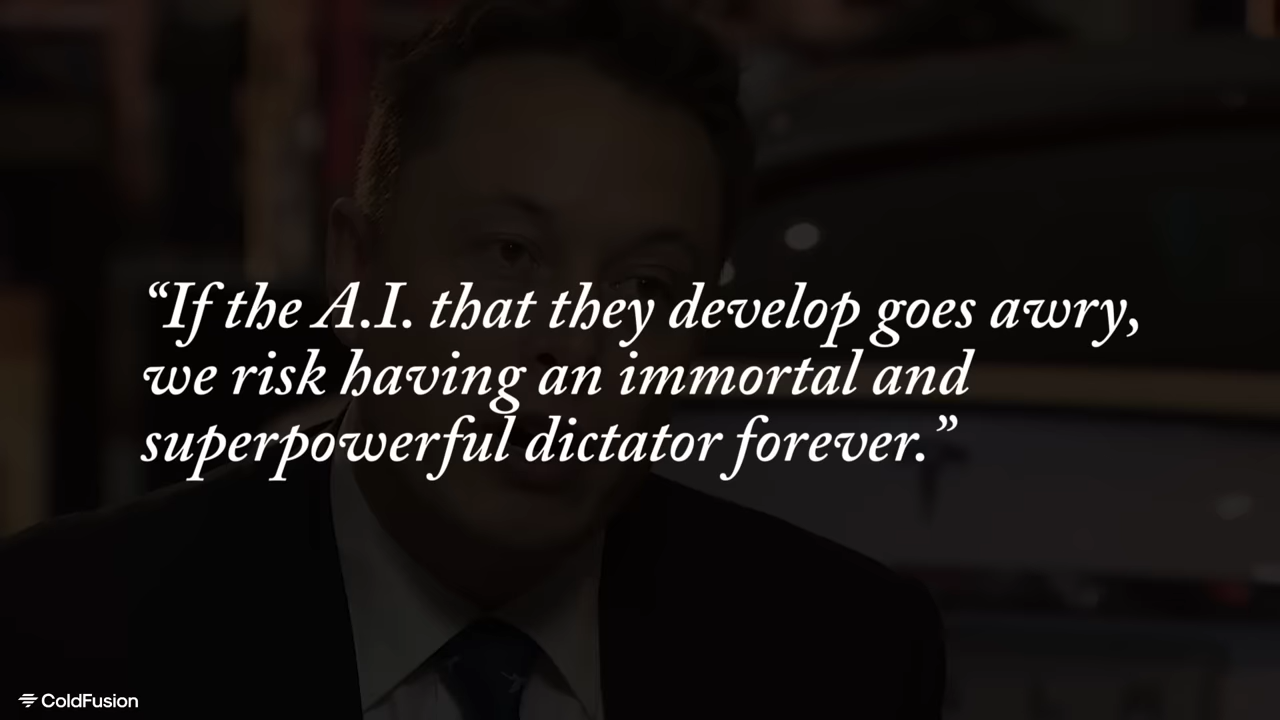 “If the A.I. that they develop goes awry,
we risk having an immortal and
superpowerful dictator forever.”
ColdFusion